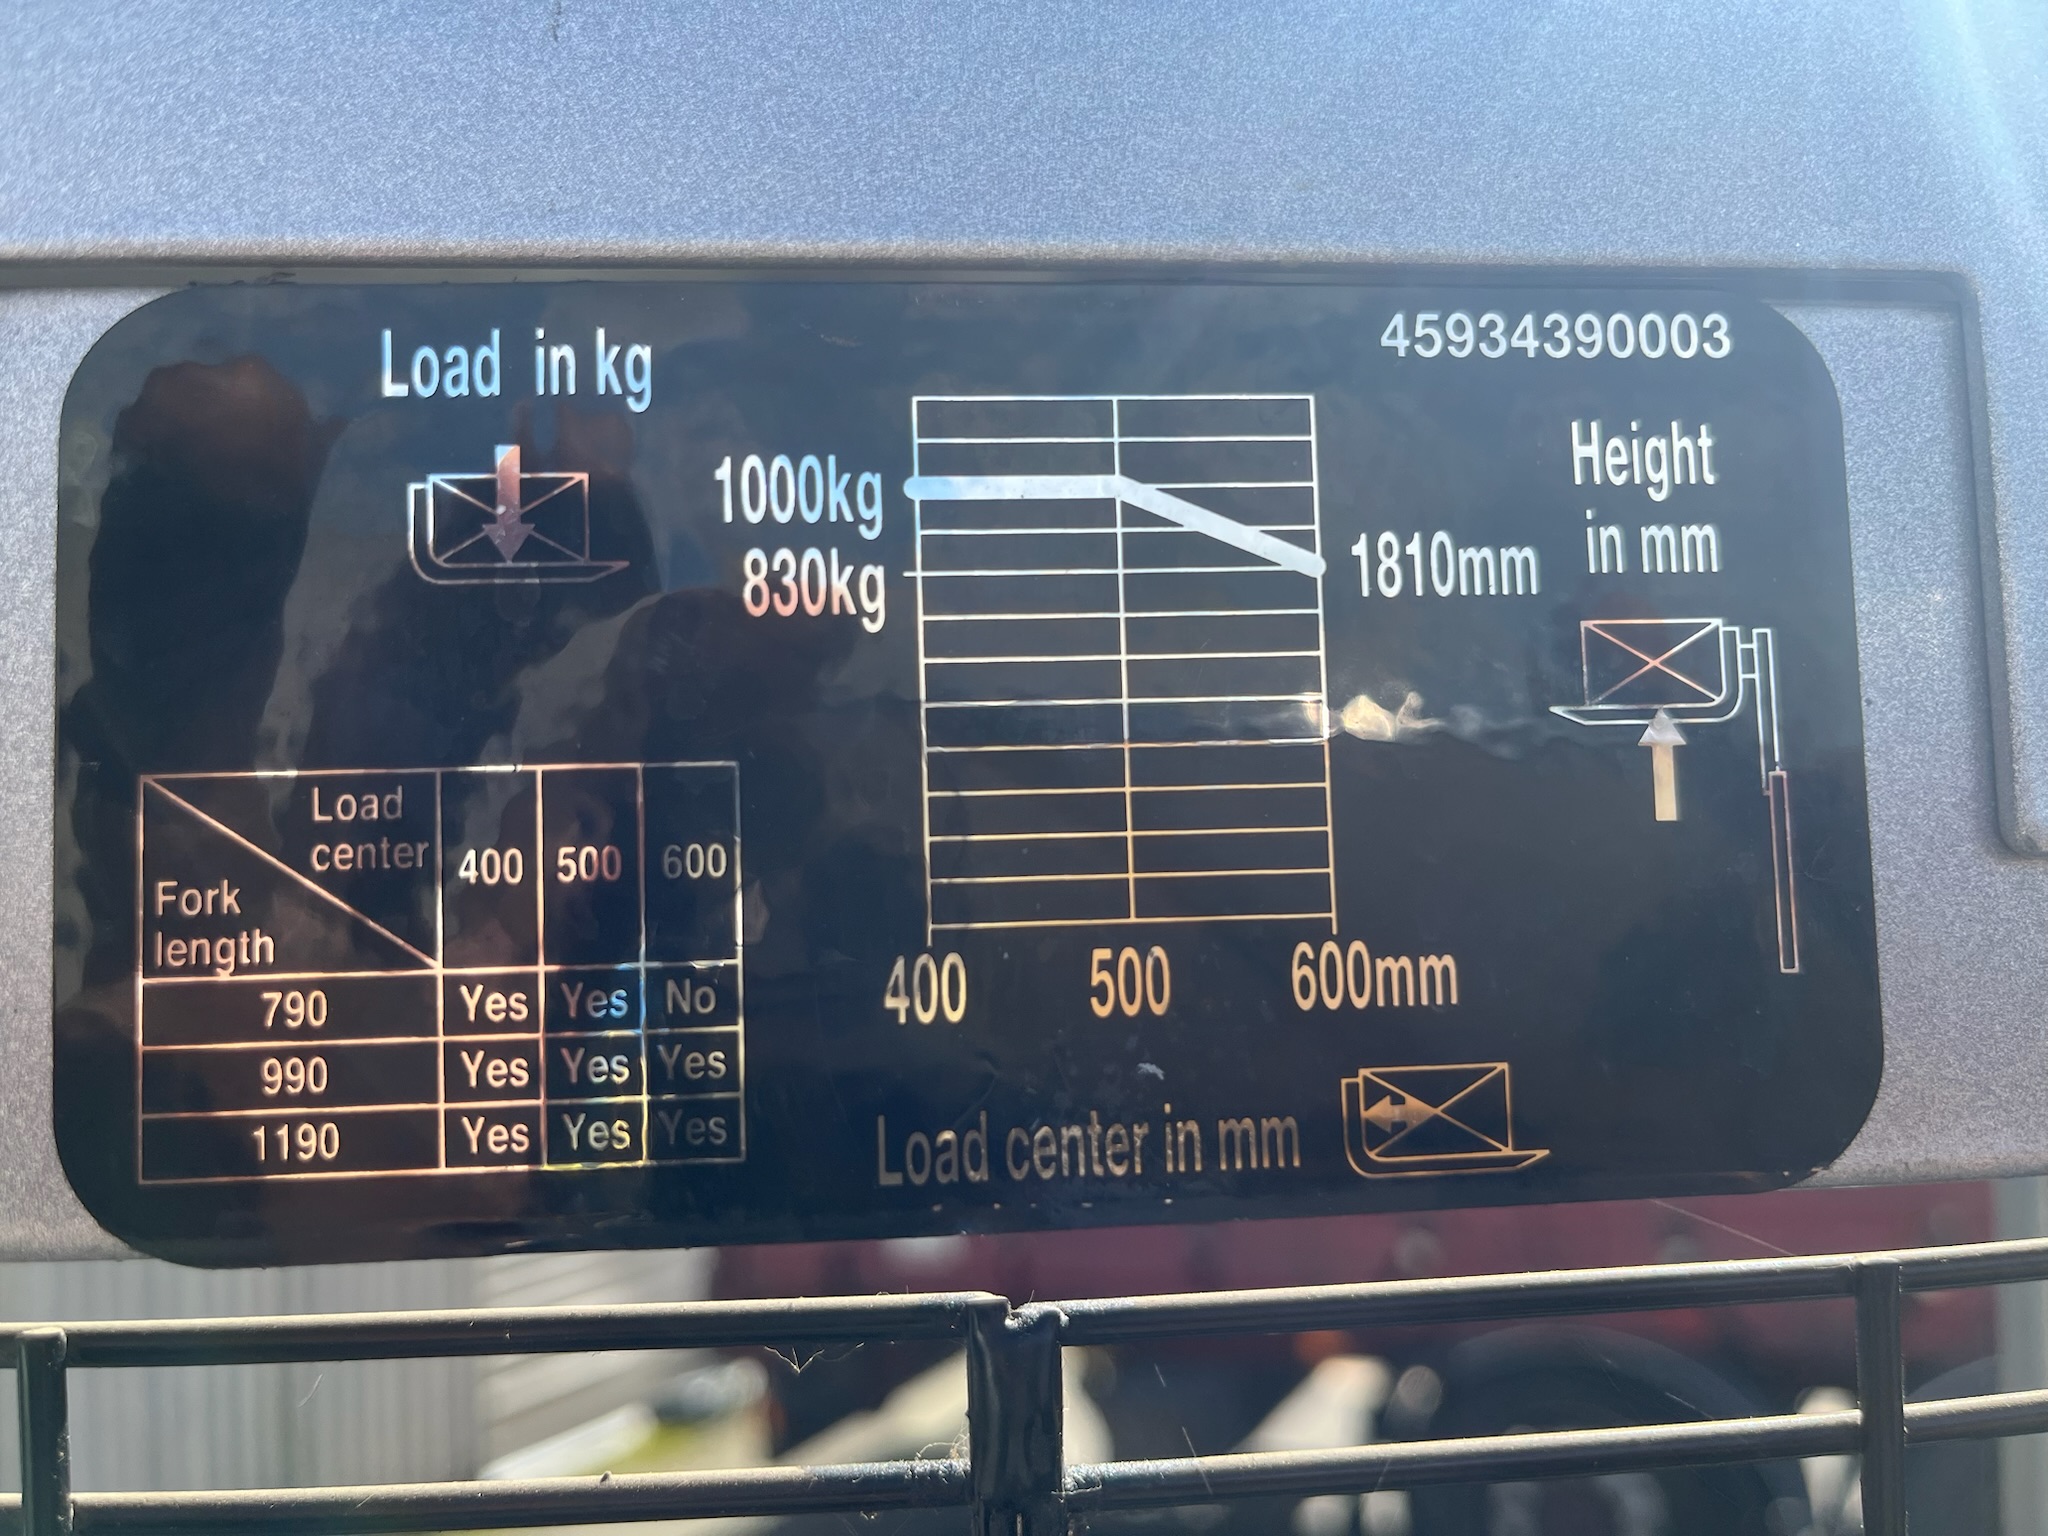 45934390003
Load in kg
1000kg
830kg
1810mm
Height
in mm
400 500 600mm
Load center in mm
Load
center
Fork
length
400 500 600
790 Yes Yes No
990 Yes Yes Yes
1190 Yes Yes Yes